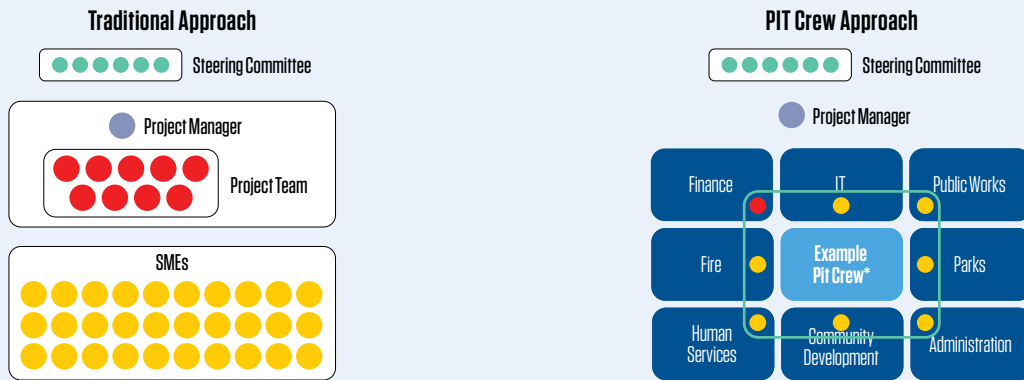 Traditional Approach
Steering Committee
Project Manager
Project Team
SMEs
PIT Crew Approach
Steering Committee
Project Manager
Finance
IT
Public Works
Fire
Example
Pit Crew*
Parks
Human
Services
Community
Development
Administration